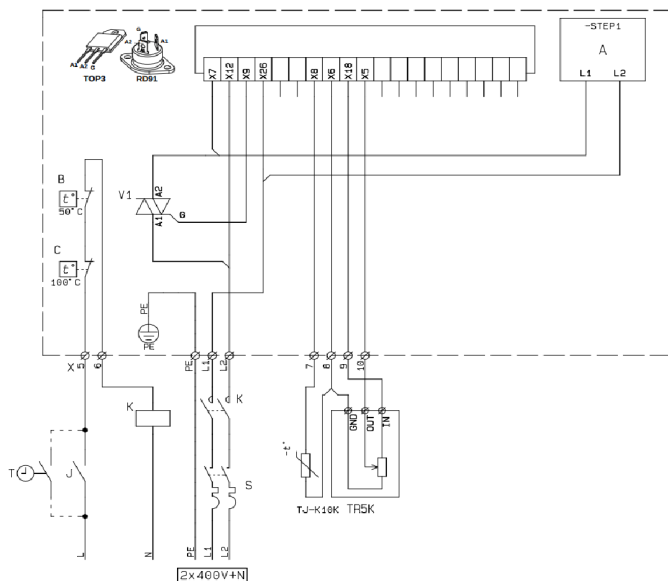 -STEP1
A
L1 L2
G
A2 A1
A1 A2 G
TOP3 RD91
X7 X12 X9 X26 X8 X6 X18 X5
B
t°
50°C
V1
A2
A1
G
C
t°
100°C
PE
PE
X 5 6 PE L1 L2 7 8 9 10
K
K
GND OUT IN
-t°
T
J
S
TJ-K10K TR5K
L N PE L1 L2
2x400V+N